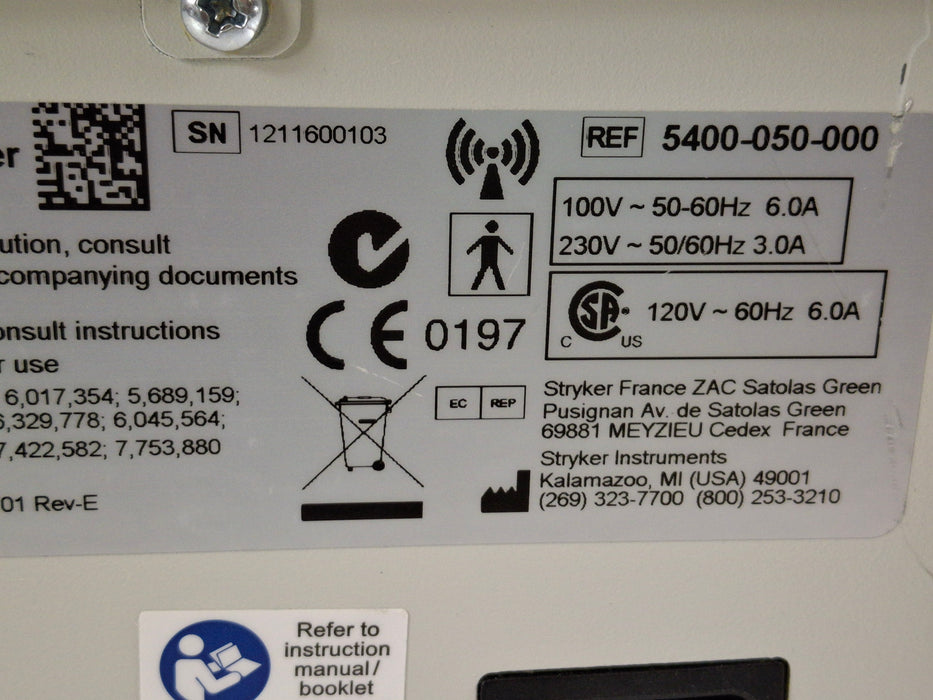 SN 1211600103
REF 5400-050-000
100V ~ 50-60Hz 6.0A
230V ~ 50/60Hz 3.0A
consult
documents
instructions
use
CE 0197
CSA C US 120V ~ 60Hz 6.0A
6,017,354; 5,689,159;
6,329,778; 6,045,564;
7,422,582; 7,753,880
01 Rev-E
EC REP
Stryker France ZAC Satolas Green
Pusignan Av. de Satolas Green
69881 MEYZIEU Cedex France
Stryker Instruments
Kalamazoo, MI (USA) 49001
(269) 323-7700 (800) 253-3210
Refer to
instruction
manual/
booklet